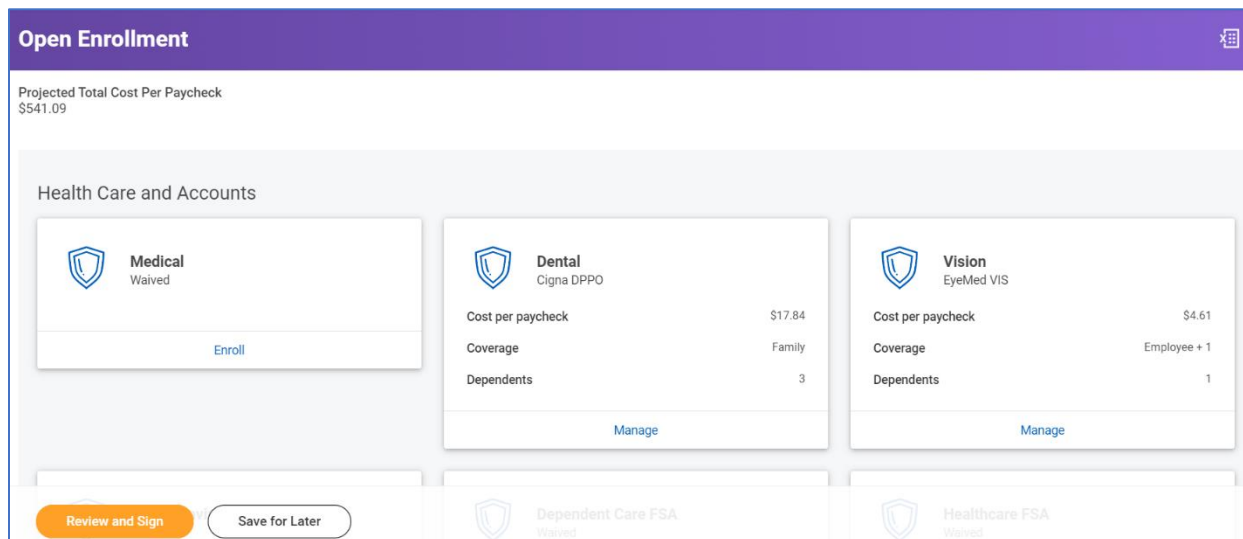 Open Enrollment
Projected Total Cost Per Paycheck
$541.09
Health Care and Accounts
Medical
Waived
Enroll
Dental
Cigna DPPO
Cost per paycheck $17.84
Coverage Family
Dependents 3
Manage
Vision
EyeMed VIS
Cost per paycheck $4.61
Coverage Employee + 1
Dependents 1
Manage
Review and Sign
Save for Later
Dependent Care FSA
Waived
Healthcare FSA
Waived